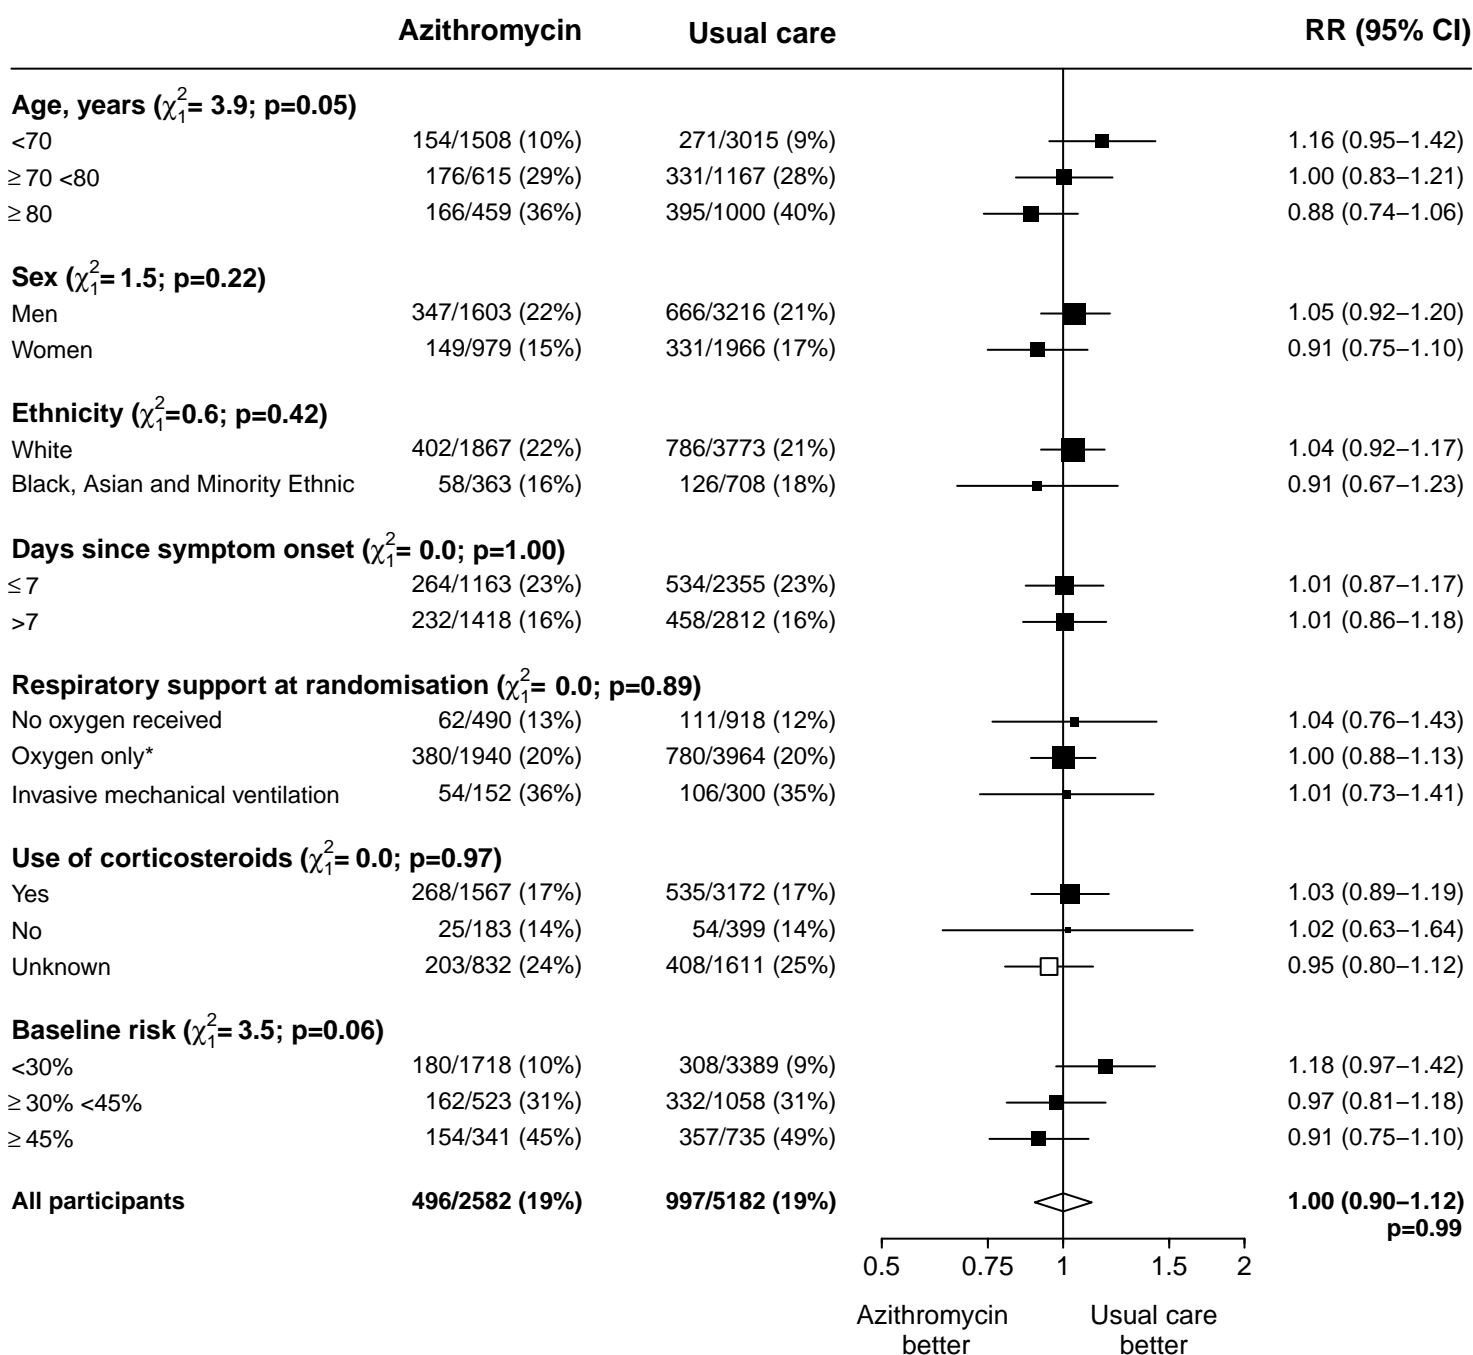 Azithromycin Usual care RR (95% CI)
Age, years (χ²₁= 3.9; p=0.05)
<70 154/1508 (10%) 271/3015 (9%) 1.16 (0.95−1.42)
≥ 70 <80 176/615 (29%) 331/1167 (28%) 1.00 (0.83−1.21)
≥ 80 166/459 (36%) 395/1000 (40%) 0.88 (0.74−1.06)
Sex (χ²₁= 1.5; p=0.22)
Men 347/1603 (22%) 666/3216 (21%) 1.05 (0.92−1.20)
Women 149/979 (15%) 331/1966 (17%) 0.91 (0.75−1.10)
Ethnicity (χ²₁=0.6; p=0.42)
White 402/1867 (22%) 786/3773 (21%) 1.04 (0.92−1.17)
Black, Asian and Minority Ethnic 58/363 (16%) 126/708 (18%) 0.91 (0.67−1.23)
Days since symptom onset (χ²₁= 0.0; p=1.00)
≤ 7 264/1163 (23%) 534/2355 (23%) 1.01 (0.87−1.17)
>7 232/1418 (16%) 458/2812 (16%) 1.01 (0.86−1.18)
Respiratory support at randomisation (χ²₁= 0.0; p=0.89)
No oxygen received 62/490 (13%) 111/918 (12%) 1.04 (0.76−1.43)
Oxygen only* 380/1940 (20%) 780/3964 (20%) 1.00 (0.88−1.13)
Invasive mechanical ventilation 54/152 (36%) 106/300 (35%) 1.01 (0.73−1.41)
Use of corticosteroids (χ²₁= 0.0; p=0.97)
Yes 268/1567 (17%) 535/3172 (17%) 1.03 (0.89−1.19)
No 25/183 (14%) 54/399 (14%) 1.02 (0.63−1.64)
Unknown 203/832 (24%) 408/1611 (25%) 0.95 (0.80−1.12)
Baseline risk (χ²₁= 3.5; p=0.06)
<30% 180/1718 (10%) 308/3389 (9%) 1.18 (0.97−1.42)
≥ 30% <45% 162/523 (31%) 332/1058 (31%) 0.97 (0.81−1.18)
≥ 45% 154/341 (45%) 357/735 (49%) 0.91 (0.75−1.10)
All participants 496/2582 (19%) 997/5182 (19%) 1.00 (0.90−1.12)
p=0.99
0.5 0.75 1 1.5 2
Azithromycin Usual care
better better